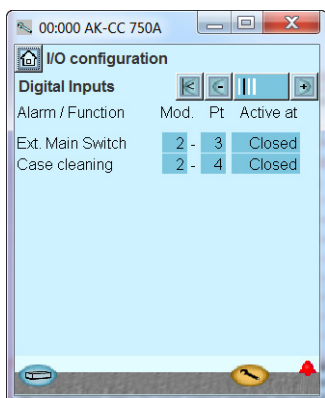 00:000 AK-CC 750A
I/O configuration
Digital Inputs
Alarm / Function Mod. Pt Active at
Ext. Main Switch 2 - 3 Closed
Case cleaning 2 - 4 Closed